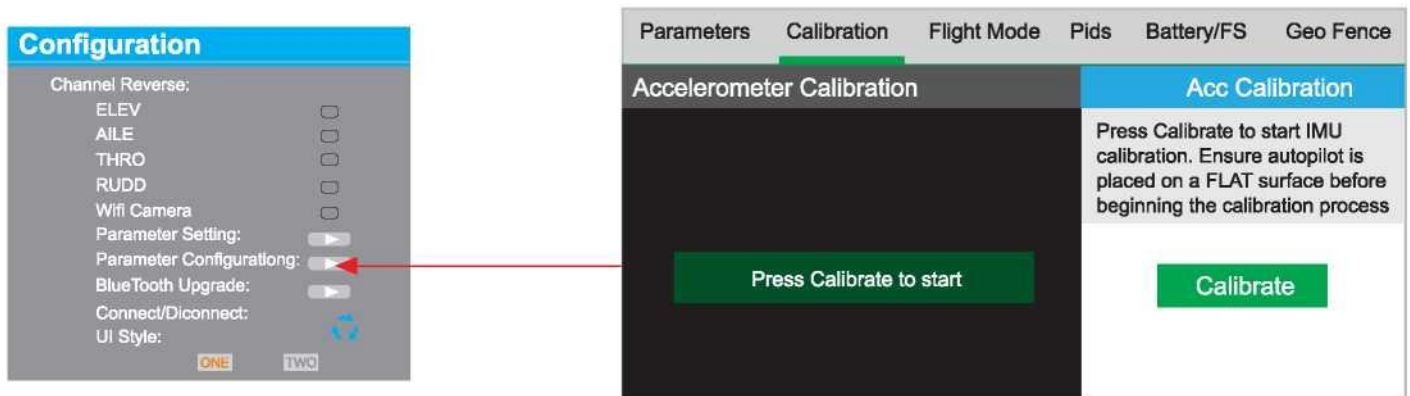 Configuration
Channel Reverse:
ELEV
AILE
THRO
RUDD
Wifi Camera
Parameter Setting:
Parameter Configurationg:
BlueTooth Upgrade:
Connect/Diconnect:
UI Style:
ONE TWO
Parameters Calibration Flight Mode Pids Battery/FS Geo Fence
Accelerometer Calibration
Press Calibrate to start
Acc Calibration
Press Calibrate to start IMU
calibration. Ensure autopilot is
placed on a FLAT surface before
beginning the calibration process
Calibrate